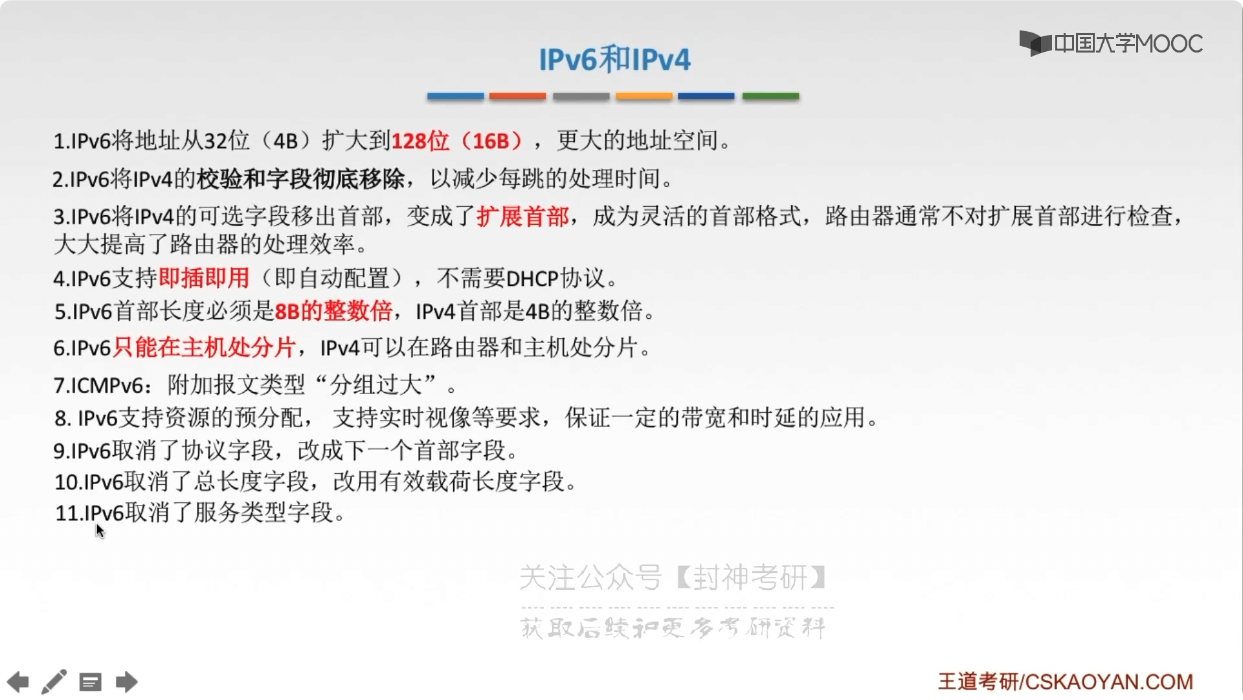 中国大学MOOC
IPv6和IPv4
1.IPv6将地址从32位（4B）扩大到128位（16B），更大的地址空间。
2.IPv6将IPv4的校验和字段彻底移除，以减少每跳的处理时间。
3.IPv6将IPv4的可选字段移出首部，变成了扩展首部，成为灵活的首部格式，路由器通常不对扩展首部进行检查，
大大提高了路由器的处理效率。
4.IPv6支持即插即用（即自动配置），不需要DHCP协议。
5.IPv6首部长度必须是8B的整数倍，IPv4首部是4B的整数倍。
6.IPv6只能在主机处分片，IPv4可以在路由器和主机处分片。
7.ICMPv6：附加报文类型“分组过大”。
8. IPv6支持资源的预分配， 支持实时视像等要求，保证一定的带宽和时延的应用。
9.IPv6取消了协议字段，改成下一个首部字段。
10.IPv6取消了总长度字段，改用有效载荷长度字段。
11.IPv6取消了服务类型字段。
关注公众号【封神考研】
获取后续和更多考研资料
王道考研/CSKAOYAN.COM